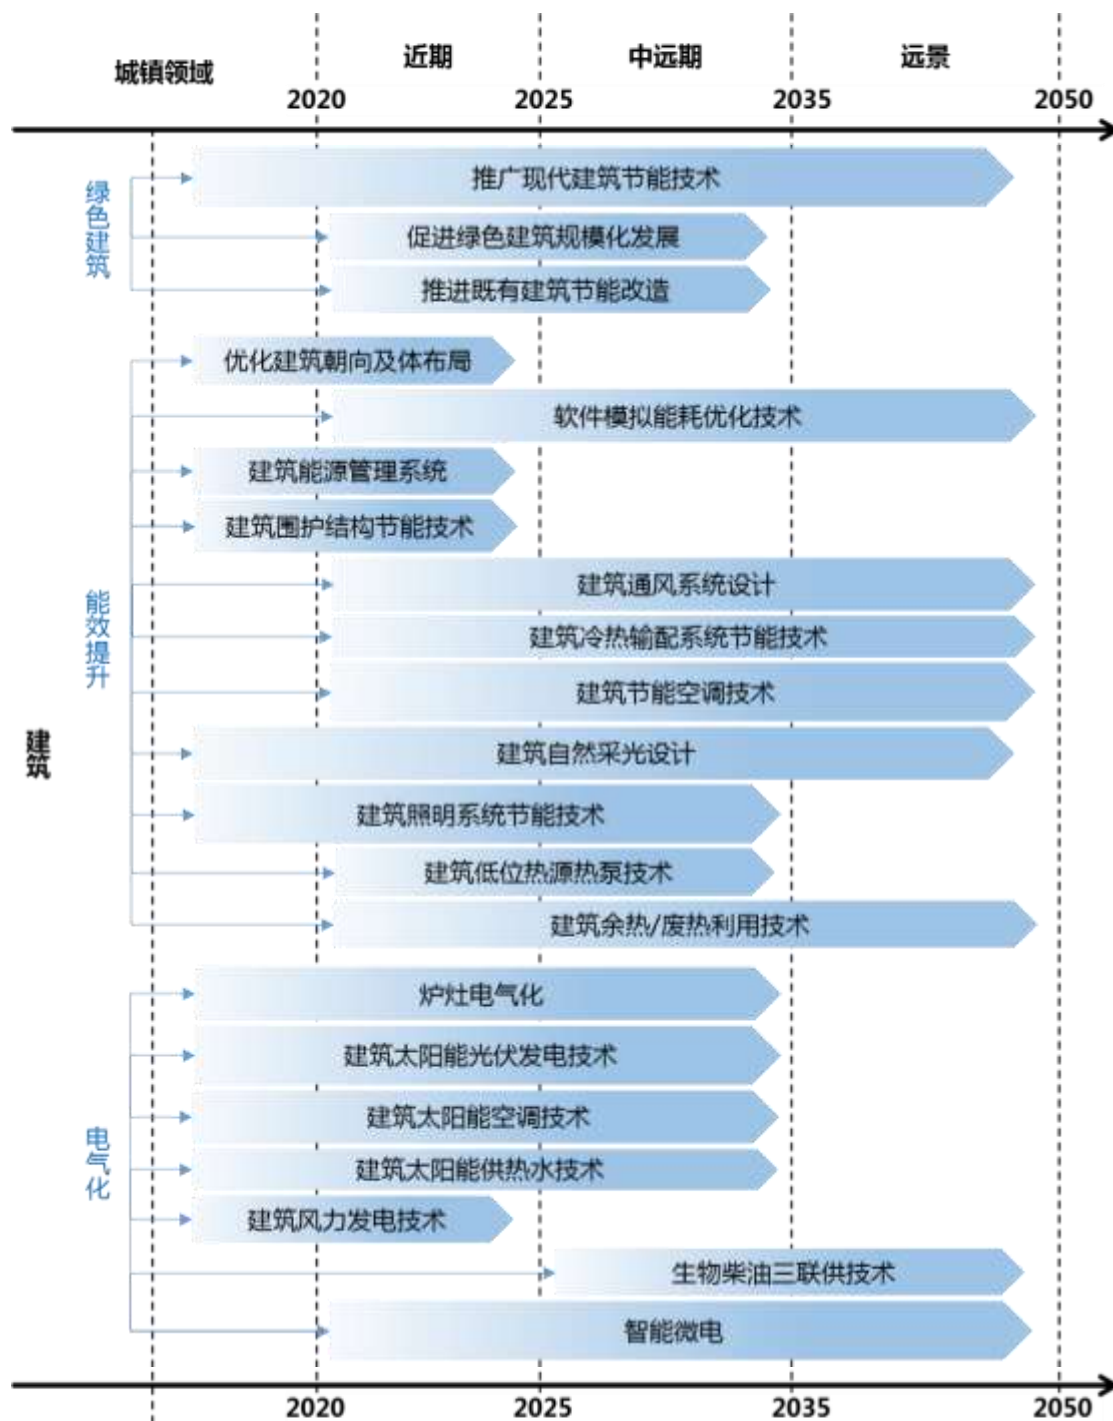 城镇领域
近期
中远期
远景
2020
2025
2035
2050
建筑
绿色建筑
推广现代建筑节能技术
促进绿色建筑规模化发展
推进既有建筑节能改造
能效提升
优化建筑朝向及体布局
软件模拟能耗优化技术
建筑能源管理系统
建筑围护结构节能技术
建筑通风系统设计
建筑冷热输配系统节能技术
建筑节能空调技术
建筑自然采光设计
建筑照明系统节能技术
建筑低位热源热泵技术
建筑余热/废热利用技术
电气化
炉灶电气化
建筑太阳能光伏发电技术
建筑太阳能空调技术
建筑太阳能供热水技术
建筑风力发电技术
生物柴油三联供技术
智能微电
2020
2025
2035
2050